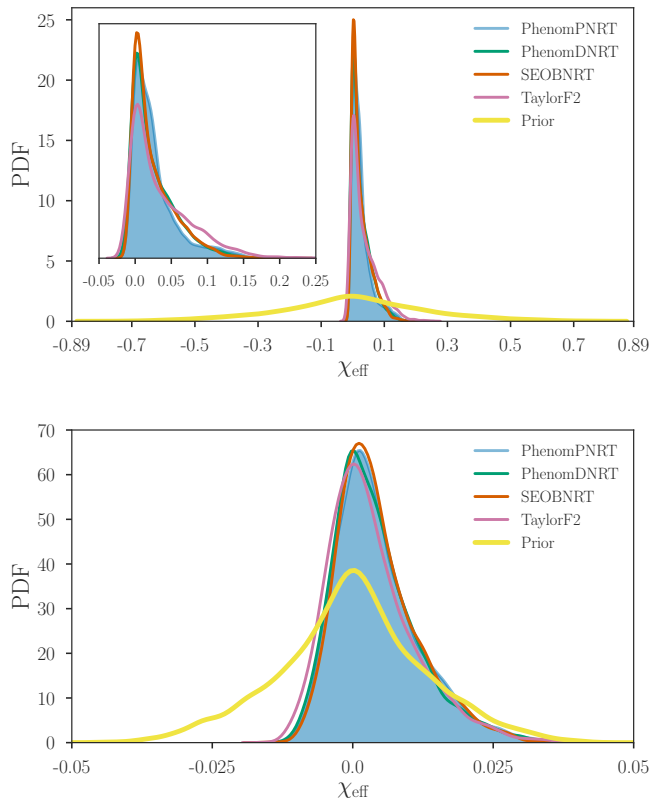 PDF
25
20
15
10
5
0
PhenomPNRT
PhenomDNRT
SEOBNRT
TaylorF2
Prior
-0.05 0.0 0.05 0.1 0.15 0.2 0.25
-0.89 -0.7 -0.5 -0.3 -0.1 0.1 0.3 0.5 0.7 0.89
χeff
PDF
70
60
50
40
30
20
10
0
PhenomPNRT
PhenomDNRT
SEOBNRT
TaylorF2
Prior
-0.05 -0.025 0.0 0.025 0.05
χeff